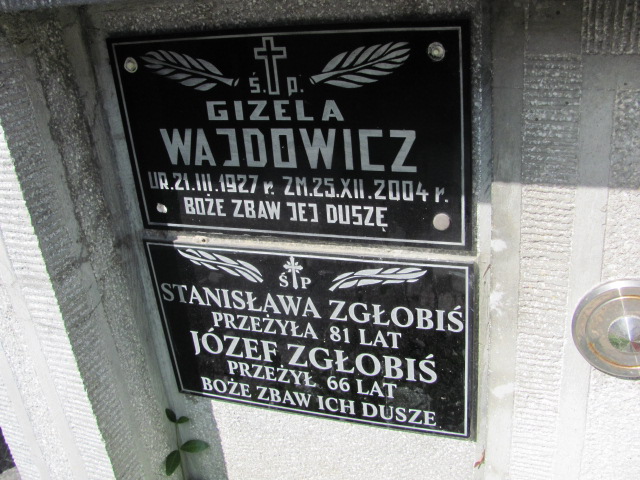 Ś. P.
GIZELA
WAJDOWICZ
UR. 21.III.1927 r. ZM. 25.XII.2004 r.
BOŻE ZBAW JEJ DUSZĘ
Ś P
STANISŁAWA ZGŁOBIŚ
PRZEŻYŁA 81 LAT
JÓZEF ZGŁOBIŚ
PRZEŻYŁ 66 LAT
BOŻE ZBAW ICH DUSZE